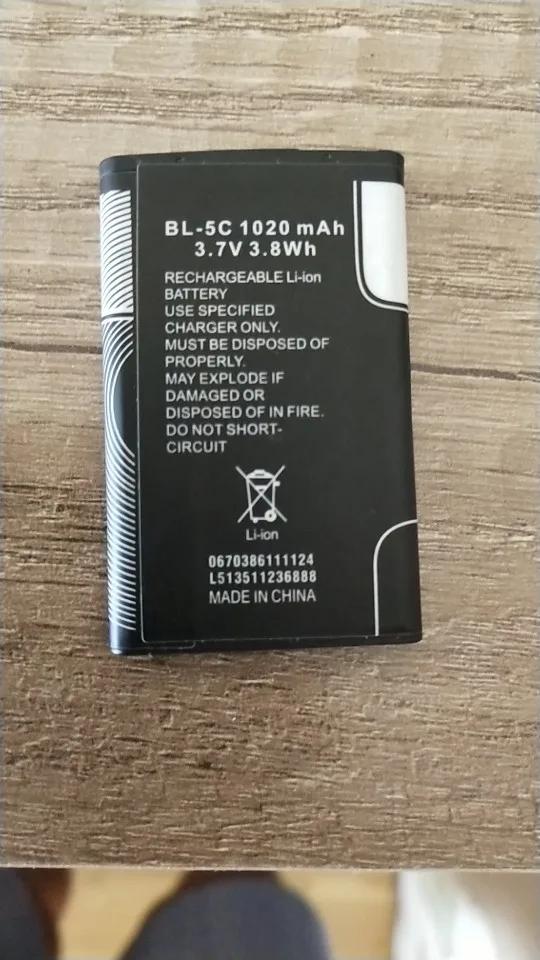 BL-5C 1020 mAh
3.7V 3.8Wh
RECHARGEABLE Li-ion
BATTERY
USE SPECIFIED
CHARGER ONLY.
MUST BE DISPOSED OF
PROPERLY.
MAY EXPLODE IF
DAMAGED OR
DISPOSED OF IN FIRE.
DO NOT SHORT-
CIRCUIT
Li-ion
0670386111124
L513511236888
MADE IN CHINA